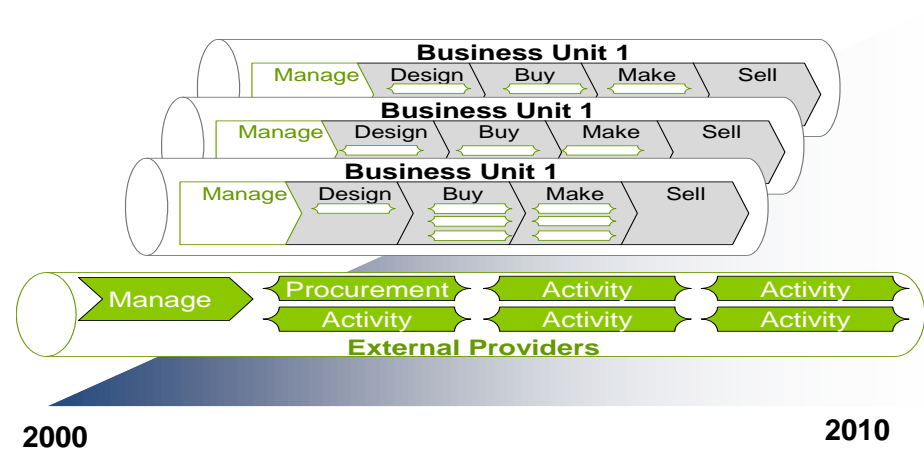 Business Unit 1
Manage Design Buy Make Sell
Business Unit 1
Manage Design Buy Make Sell
Business Unit 1
Manage Design Buy Make Sell
Manage
Procurement Activity Activity
Activity Activity Activity
External Providers
2000 2010